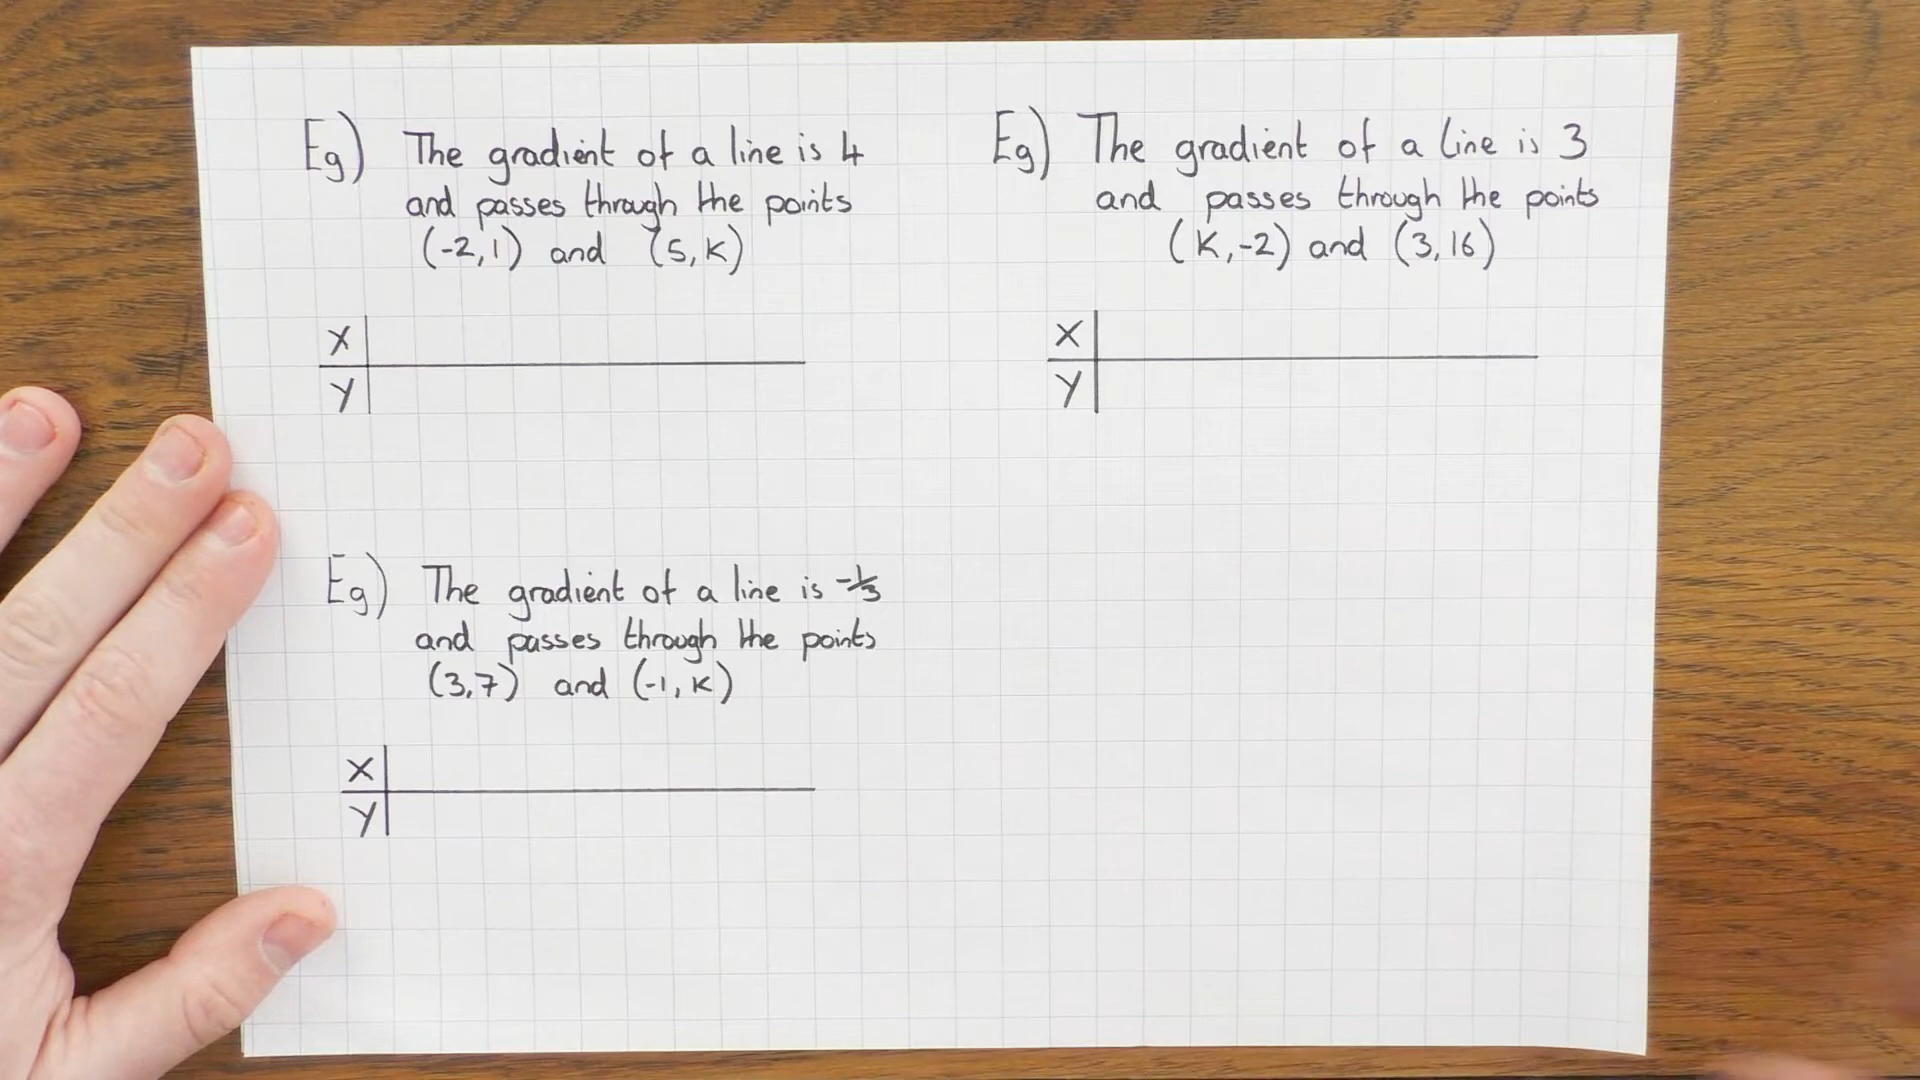 Eg) The gradient of a line is 4
and passes through the points
(-2,1) and (5,K)
X
Y
Eg) The gradient of a line is 3
and passes through the points
(K,-2) and (3,16)
X
Y
Eg) The gradient of a line is -1/3
and passes through the points
(3,7) and (-1,K)
X
Y